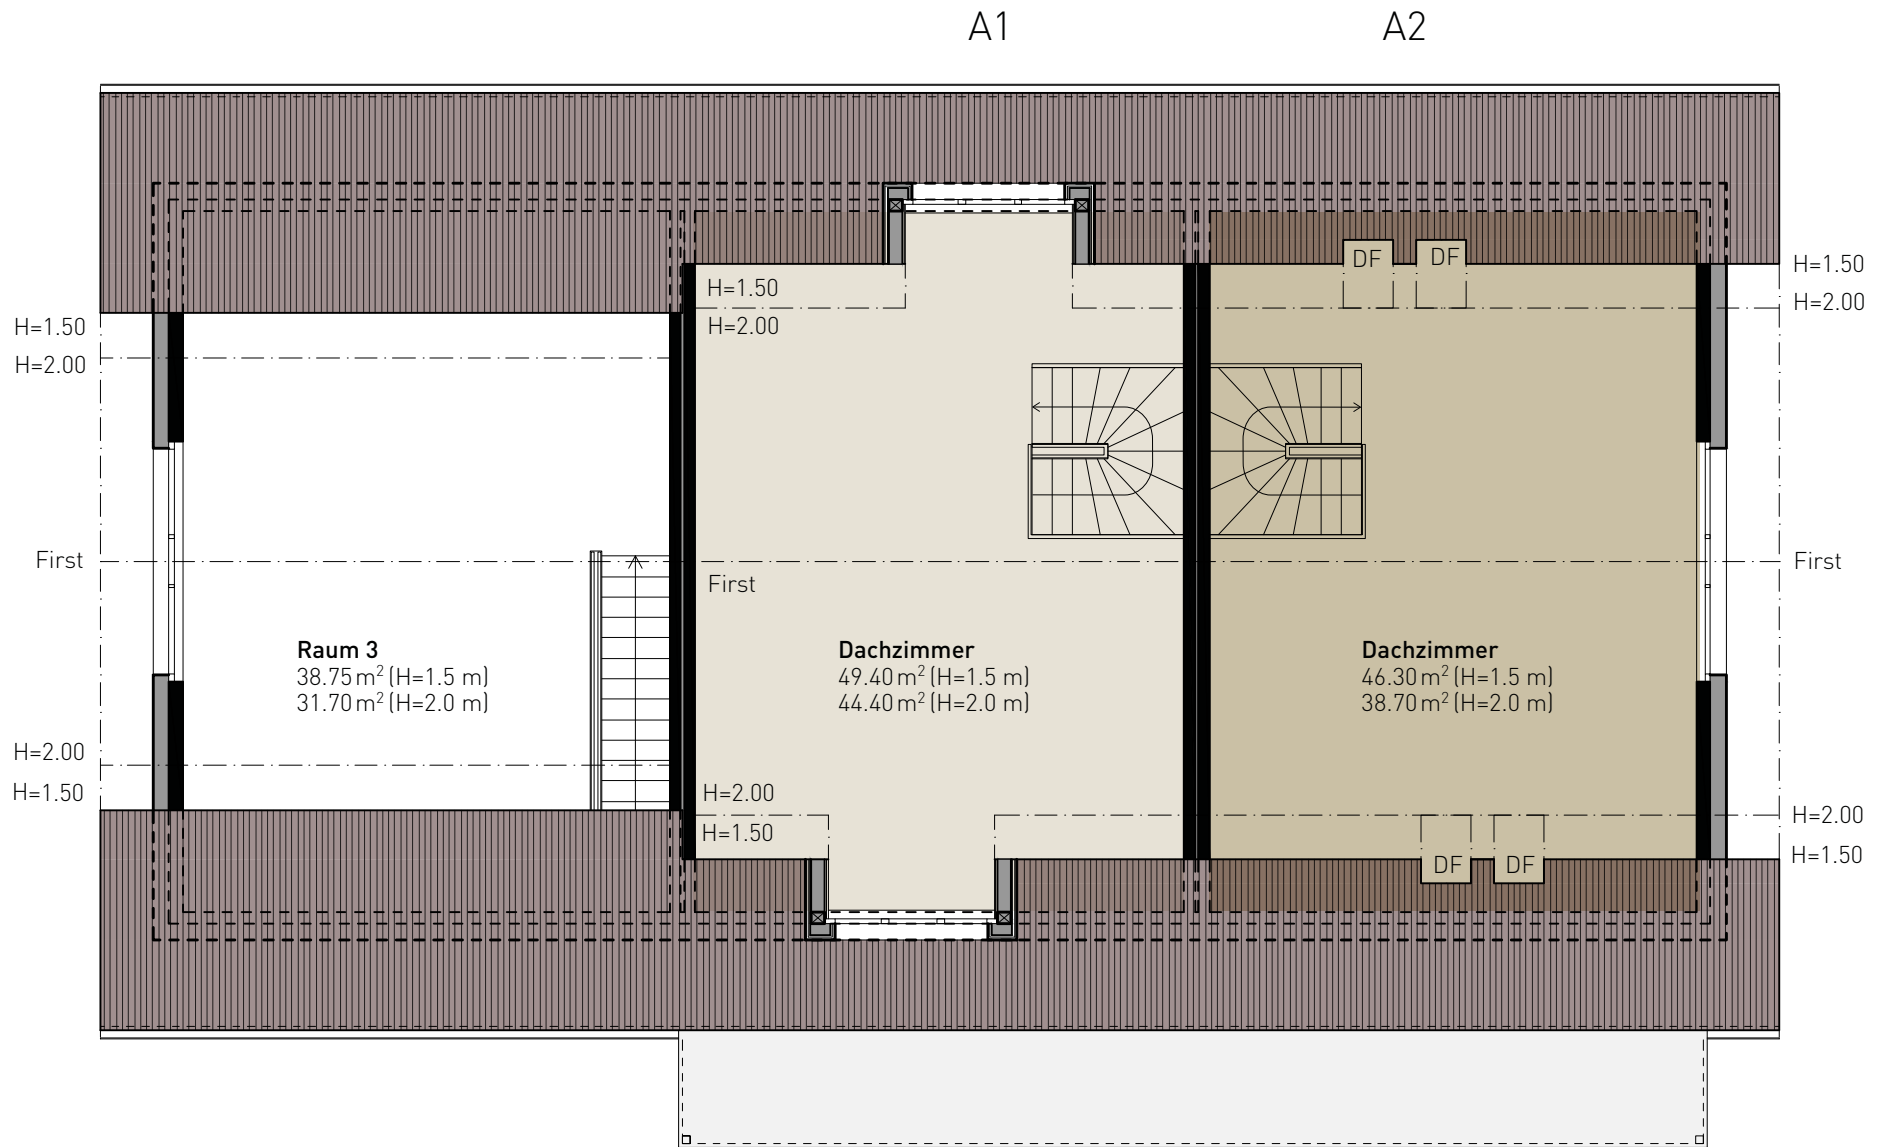 A1
A2
DF
DF
H=1.50
H=2.00
H=1.50
H=2.00
H=1.50
H=2.00
First
First
First
Raum 3
38.75 m² (H=1.5 m)
31.70 m² (H=2.0 m)
Dachzimmer
49.40 m² (H=1.5 m)
44.40 m² (H=2.0 m)
Dachzimmer
46.30 m² (H=1.5 m)
38.70 m² (H=2.0 m)
H=2.00
H=1.50
H=2.00
H=1.50
H=2.00
H=1.50
DF
DF